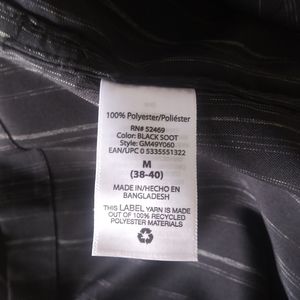 100% Polyester/Poliéster
RN# 52469
Color: BLACK SOOT
Style: GM49Y060
EAN/UPC 0 5335551322
M
(38-40)
MADE IN/HECHO EN
BANGLADESH
THIS LABEL YARN IS MADE
OUT OF 100% RECYCLED
POLYESTER MATERIALS